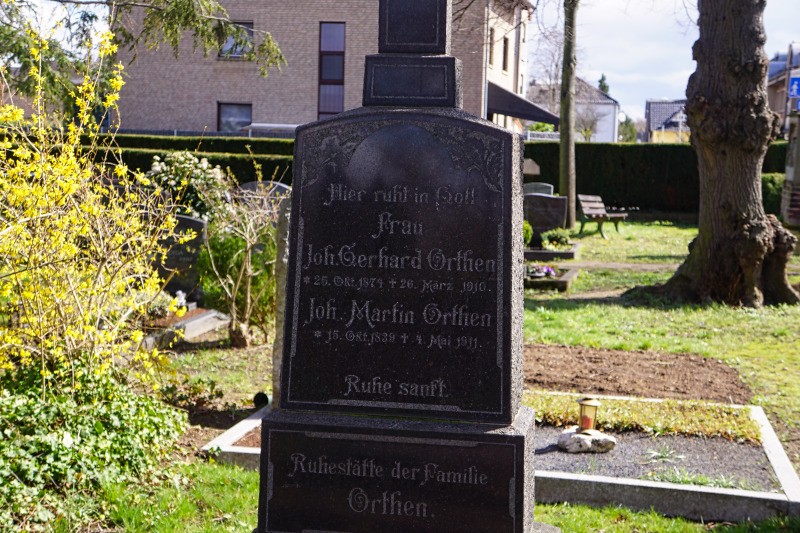 Hier ruht in Gott
Frau
Joh. Gerhard Orthen
* 25. Okt. 1874 + 26. März 1910.
Joh. Martin Orthen
* 15. Okt. 1839 + 4. Mai 1911.
Ruhe sanft.
Ruhestätte der Familie
Orthen.